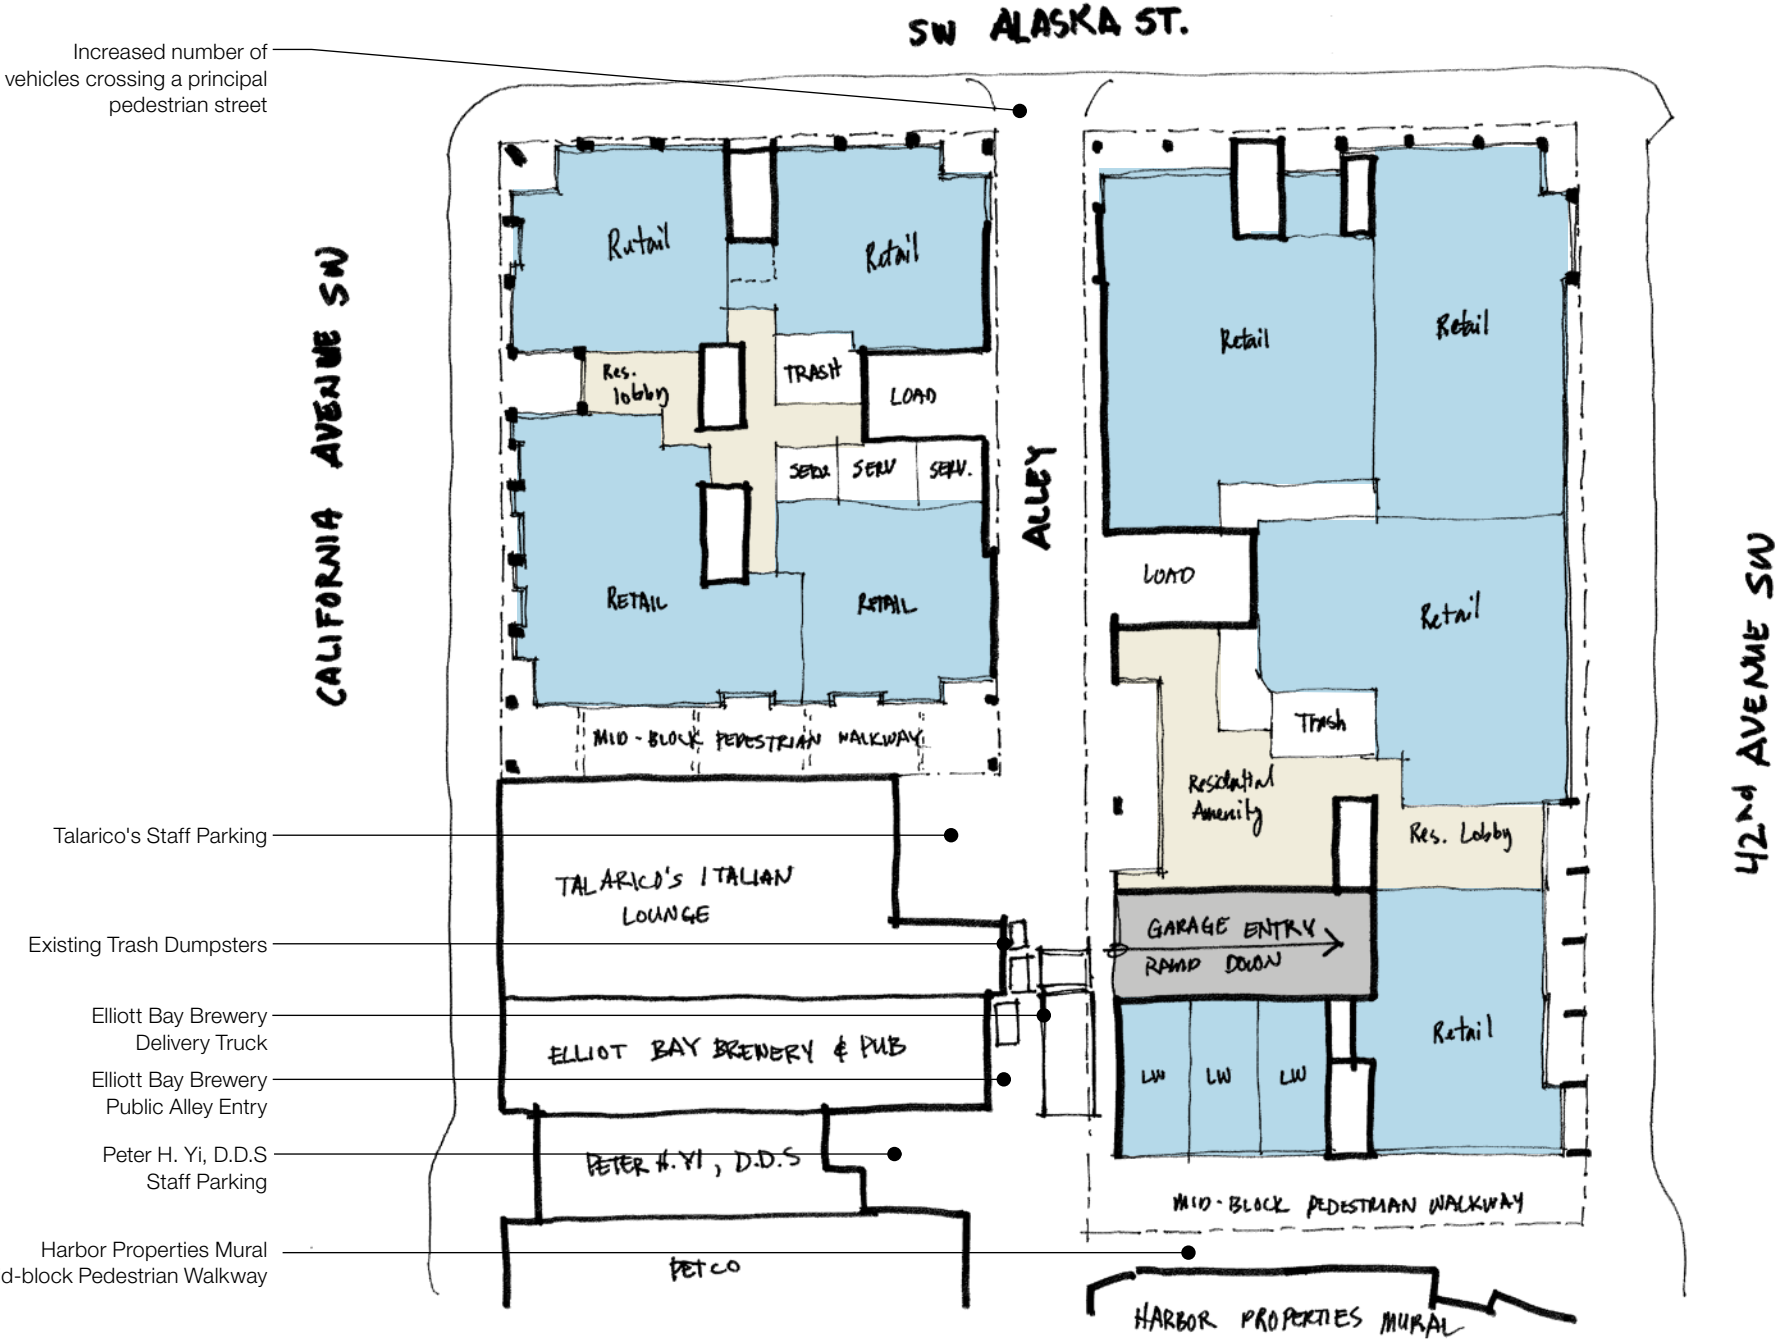 SW ALASKA ST.
Increased number of
vehicles crossing a principal
pedestrian street
CALIFORNIA AVENUE SW
ALLEY
42nd AVENUE SW
Retail
Retail
Res.
lobby
TRASH
LOAD
SERV
SERV
SERV.
RETAIL
RETAIL
MID-BLOCK PEDESTRIAN WALKWAY
Retail
Retail
LOAD
Retail
Trash
Residential
Amenity
Res. Lobby
GARAGE ENTRY
RAMP DOWN
Retail
LW
LW
LW
MID-BLOCK PEDESTRIAN WALKWAY
Talarico's Staff Parking
TALARICO'S ITALIAN
LOUNGE
Existing Trash Dumpsters
Elliott Bay Brewery
Delivery Truck
ELLIOT BAY BREWERY & PUB
Elliott Bay Brewery
Public Alley Entry
Peter H. Yi, D.D.S
Staff Parking
PETER H. YI, D.D.S
Harbor Properties Mural
d-block Pedestrian Walkway
PETCO
HARBOR PROPERTIES MURAL